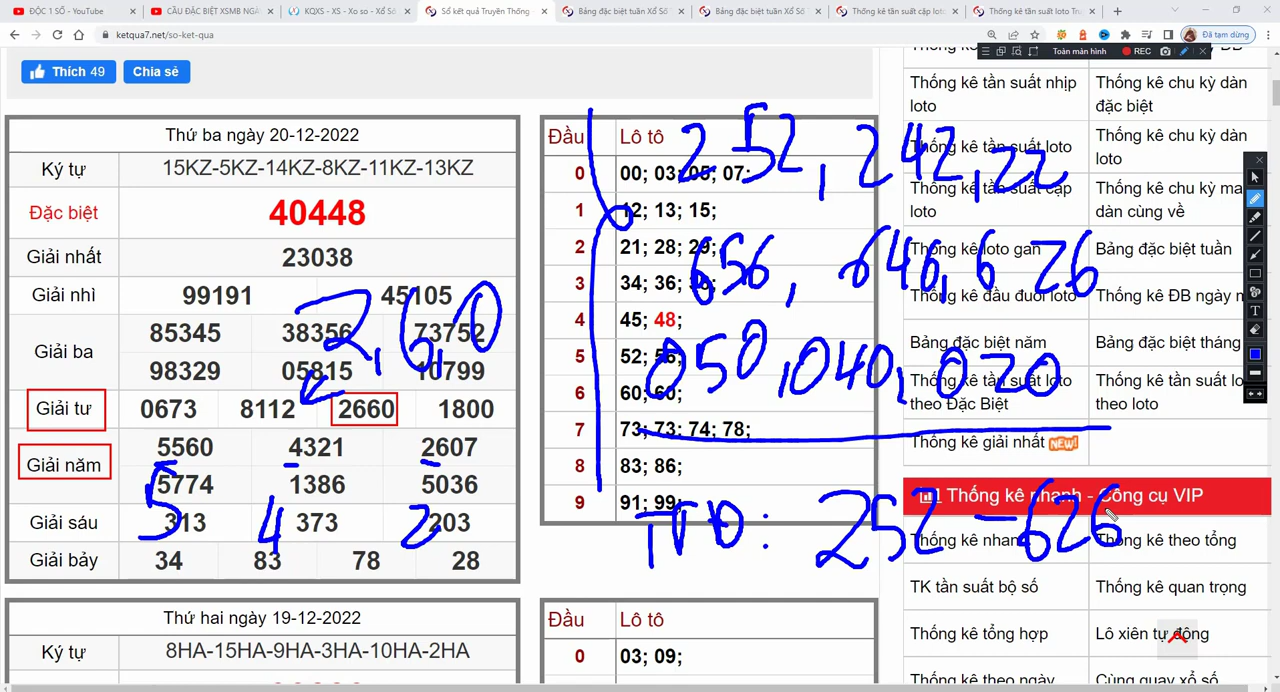 ĐỘC 1 SỐ - YouTube
CẦU ĐẶC BIỆT XSMB NGÀ
KQXS - XS - Xo so - Xổ Số
Sổ kết quả Truyền Thống
Bảng đặc biệt tuần Xổ Số
Bảng đặc biệt tuần Xổ Số
Thống kê tần suất cặp loto
Thống kê tần suất loto Tru
ketqua7.net/so-ket-qua
Đã tạm dừng
Toàn màn hình
REC
Thích 49
Chia sẻ
Thứ ba ngày 20-12-2022
Ký tự
15KZ-5KZ-14KZ-8KZ-11KZ-13KZ
Đặc biệt
40448
Giải nhất
23038
Giải nhì
99191 45105
Giải ba
85345 38356 73752
98329 05815 10799
Giải tư
0673 8112 2660 1800
Giải năm
5560 4321 2607
5774 1386 5036
Giải sáu
313 373 203
Giải bảy
34 83 78 28
2,6,0
5 4 2
Thứ hai ngày 19-12-2022
Ký tự
8HA-15HA-9HA-3HA-10HA-2HA
Đầu Lô tô
0 00; 03; 05; 07;
1 12; 13; 15;
2 21; 28; 29;
3 34; 36;
4 45; 48;
5 52; 56;
6 60; 60;
7 73; 73; 74; 78;
8 83; 86;
9 91; 99;
252, 242, 22
656, 646, 626
050, 040, 020
TVĐ: 252 - 626
Đầu Lô tô
0 03; 09;
Thống kê tần suất nhịp loto
Thống kê chu kỳ dàn đặc biệt
Thống kê tần suất loto
Thống kê chu kỳ dàn loto
Thống kê tần suất cặp loto
Thống kê chu kỳ max dàn cùng về
Thống kê loto gan
Bảng đặc biệt tuần
Thống kê đầu đuôi loto
Thống kê ĐB ngày m
Bảng đặc biệt năm
Bảng đặc biệt tháng
Thống kê tần suất loto theo Đặc Biệt
Thống kê tần suất lo theo loto
Thống kê giải nhất NEW!
Thống kê nhanh - Công cụ VIP
Thống kê nhanh
Thống kê theo tổng
TK tần suất bộ số
Thống kê quan trọng
Thống kê tổng hợp
Lô xiên tự động
Thống kê theo ngày
Cùng quay xổ số